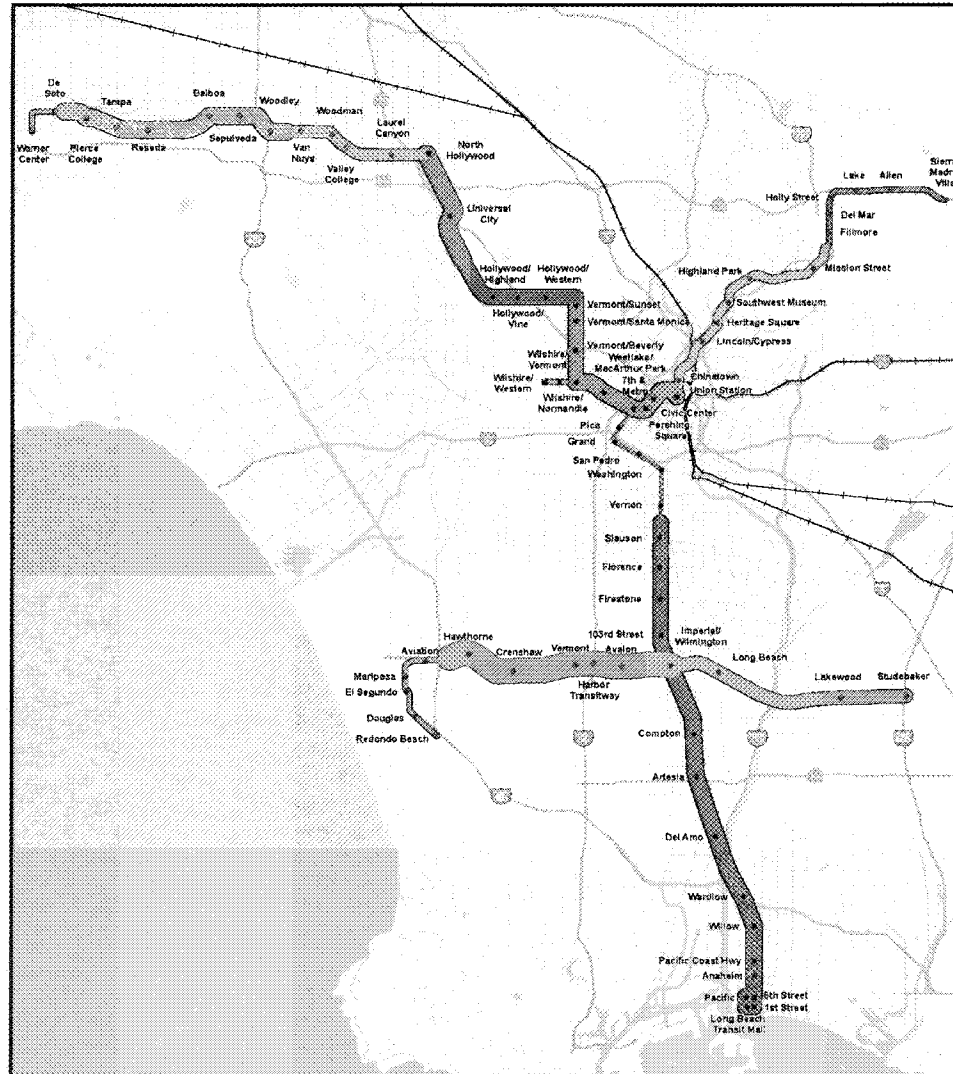 De
Soto
Tampa
Balboa
Woodley
Woodman
Laurel
Canyon
North
Hollywood
Warner
Center
Pierce
College
Reseda
Sepulveda
Van
Nuys
Valley
College
Universal
City
Lake
Allen
Sierra
Madre
Villa
Holly Street
Del Mar
Fillmore
Hollywood/
Highland
Hollywood/
Western
Hollywood/
Vine
Highland Park
Mission Street
Southwest Museum
Heritage Square
Lincoln/Cypress
Vermont/Sunset
Vermont/Santa Monica
Vermont/Beverly
Wilshire/
Vermont
Westlake/
MacArthur Park
7th &
Metro
Chinatown
Union Station
Wilshire/
Western
Wilshire/
Normandie
Civic Center
Pershing
Square
Pico
Grand
San Pedro
Washington
Vernon
Slauson
Florence
Firestone
103rd Street
Imperial/
Wilmington
Hawthorne
Aviation
Crenshaw
Vermont
Avalon
Harbor
Transitway
Long Beach
Lakewood
Studebaker
Mariposa
El Segundo
Douglas
Redondo Beach
Compton
Artesia
Del Amo
Wardlow
Willow
Pacific Coast Hwy
Anaheim
Pacific
5th Street
1st Street
Long Beach
Transit Mall